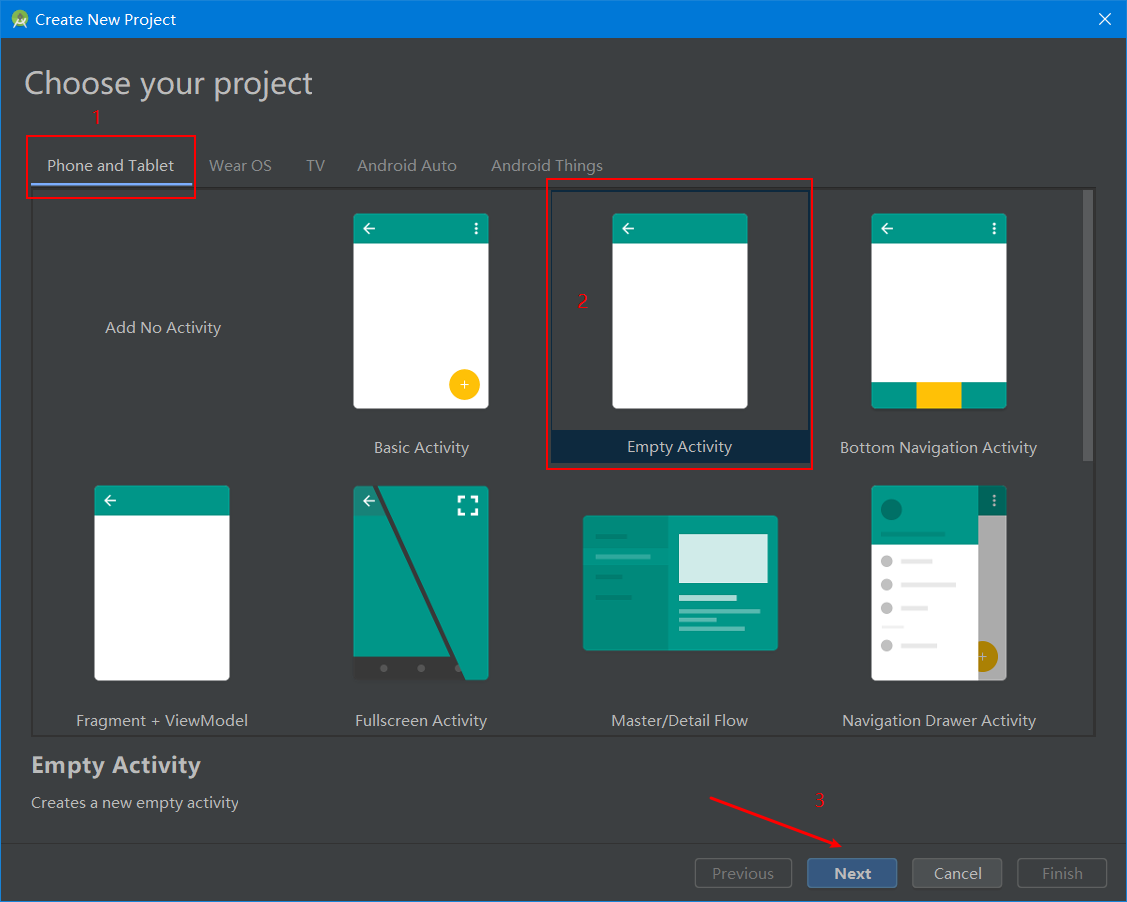 Create New Project
Choose your project
1
Phone and Tablet Wear OS TV Android Auto Android Things
2
Add No Activity
Basic Activity Empty Activity Bottom Navigation Activity
Fragment + ViewModel Fullscreen Activity Master/Detail Flow Navigation Drawer Activity
Empty Activity
Creates a new empty activity
3
Previous Next Cancel Finish